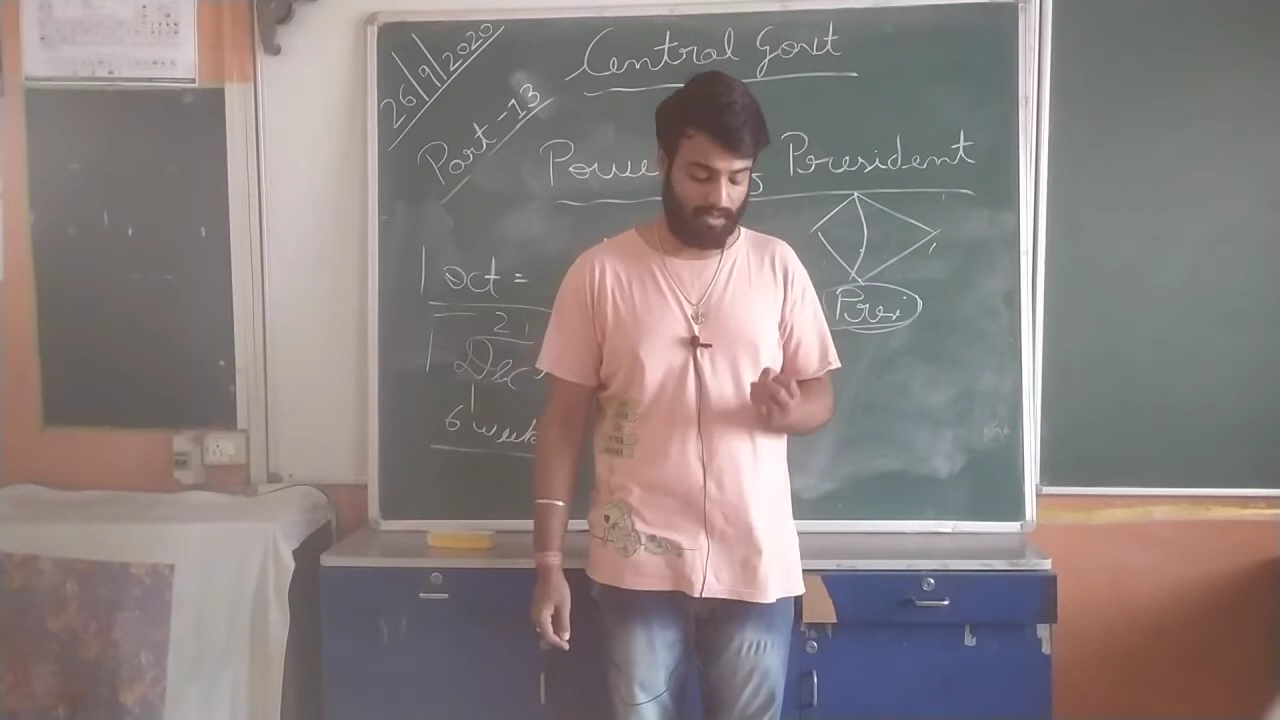 26/9/2020
Central Govt
Part-13
Powe s President
1 oct =
21
1 Dec
6 week
Presi